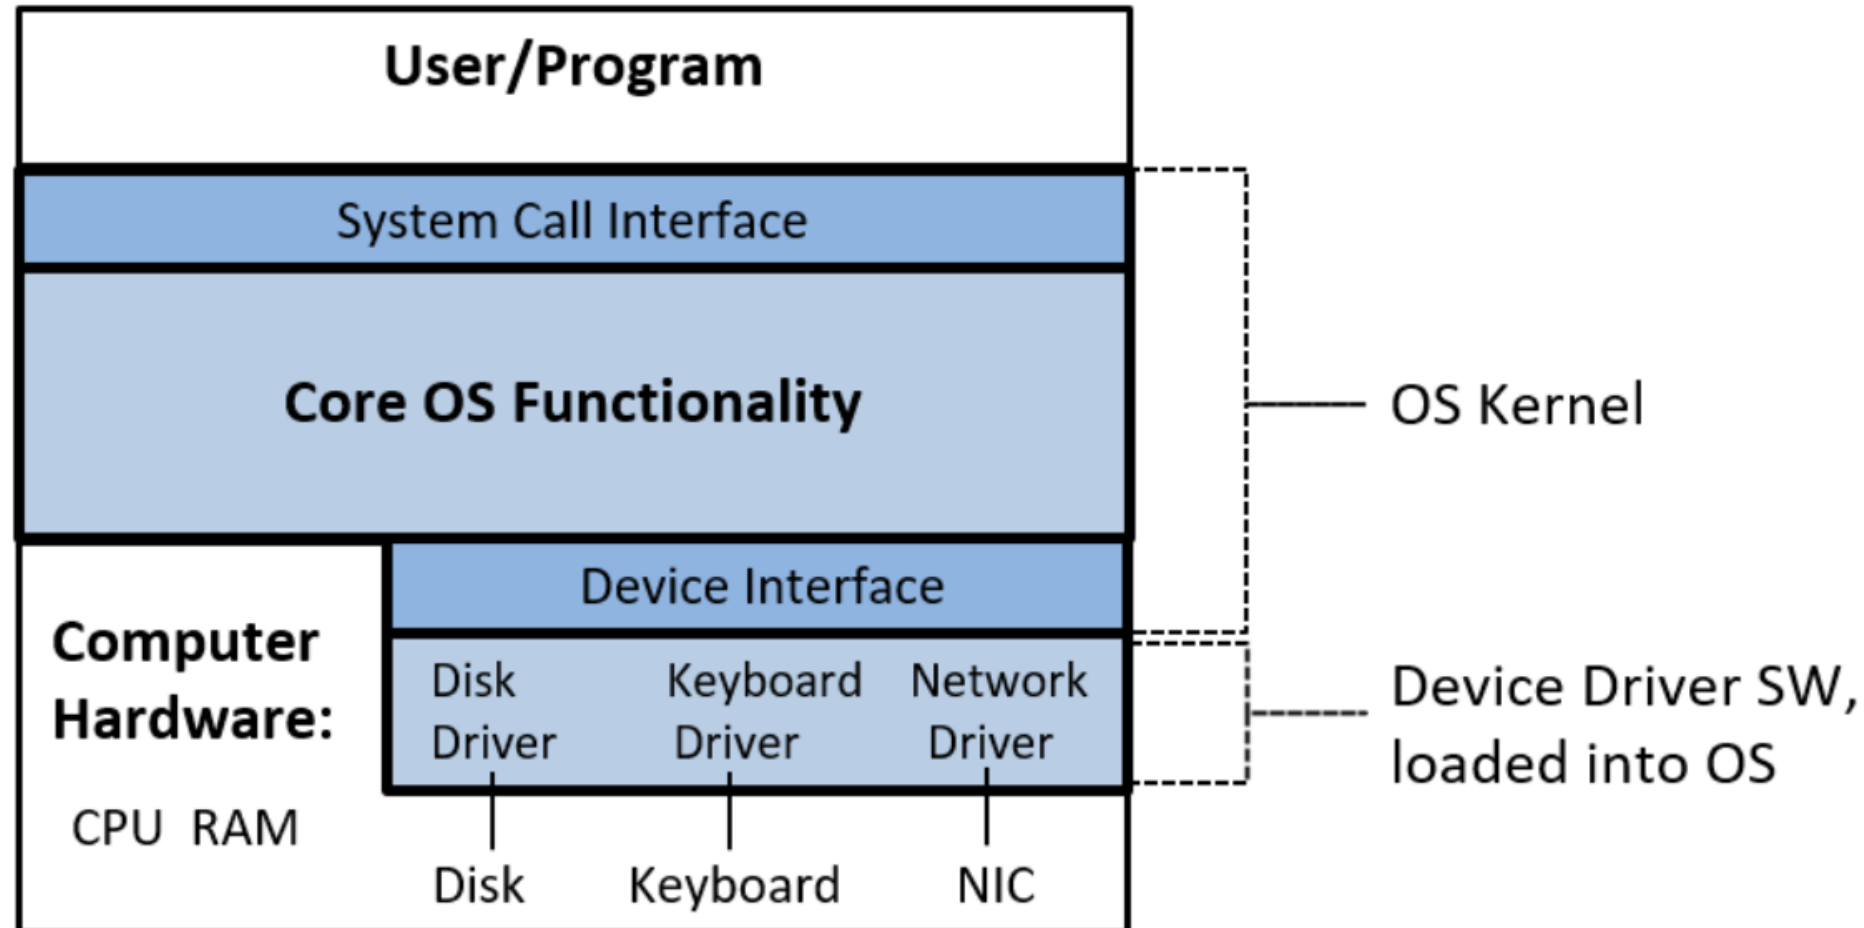 User/Program
System Call Interface
Core OS Functionality
OS Kernel
Device Interface
Computer
Hardware:
CPU RAM
Disk
Driver
Keyboard
Driver
Network
Driver
Device Driver SW,
loaded into OS
Disk
Keyboard
NIC